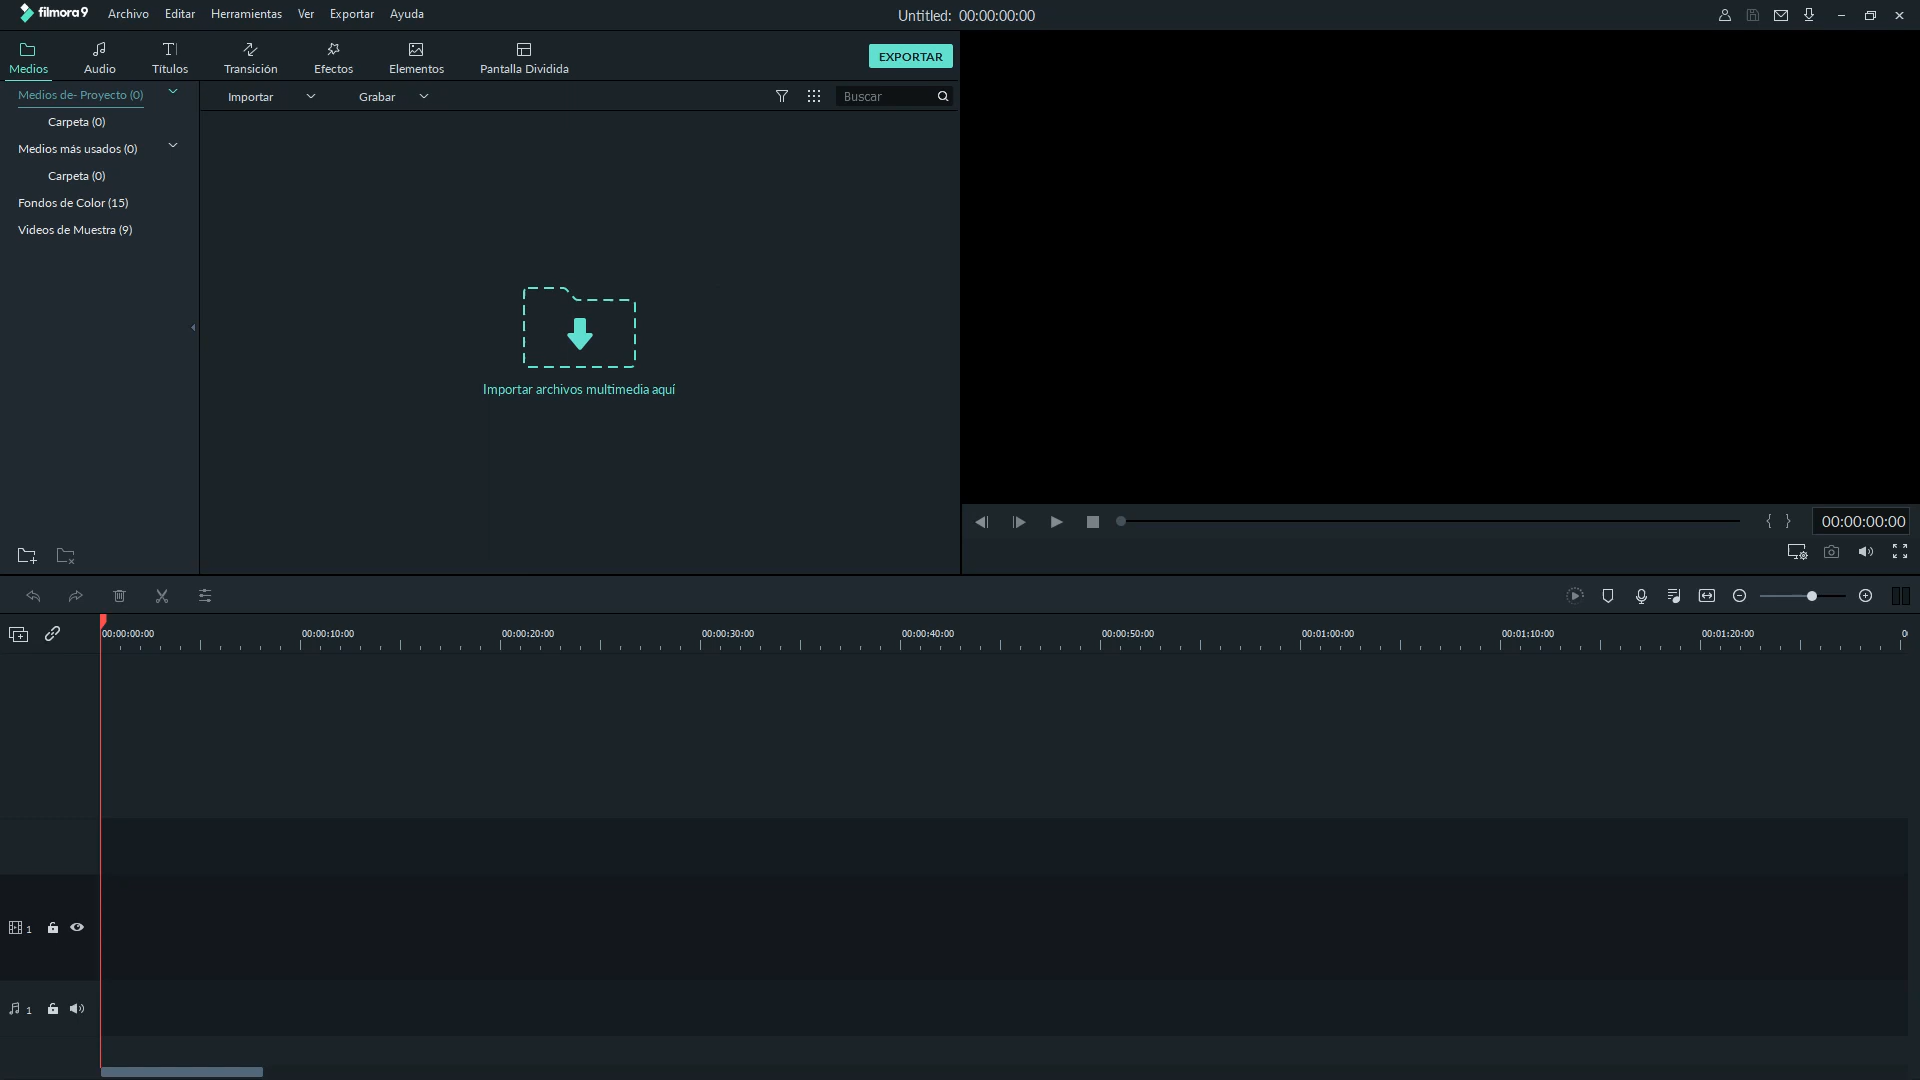 filmora9 Archivo Editar Herramientas Ver Exportar Ayuda Untitled: 00:00:00:00
Medios Audio Títulos Transición Efectos Elementos Pantalla Dividida EXPORTAR
Medios de- Proyecto (0)
Importar Grabar Buscar
Carpeta (0)
Medios más usados (0)
Carpeta (0)
Fondos de Color (15)
Videos de Muestra (9)
Importar archivos multimedia aquí
{ } 00:00:00:00
00:00:00:00 00:00:10:00 00:00:20:00 00:00:30:00 00:00:40:00 00:00:50:00 00:01:00:00 00:01:10:00 00:01:20:00 0
1
1